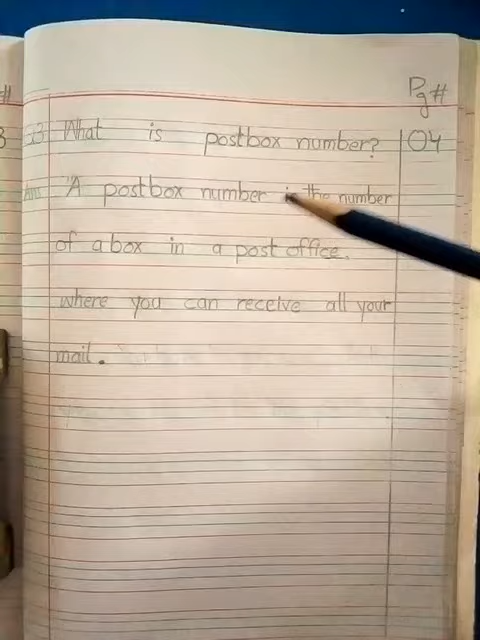 Pg#
Q3 What is postbox number? 04
Ans A postbox number is the number
of a box in a post office.
where you can receive all your
mail.